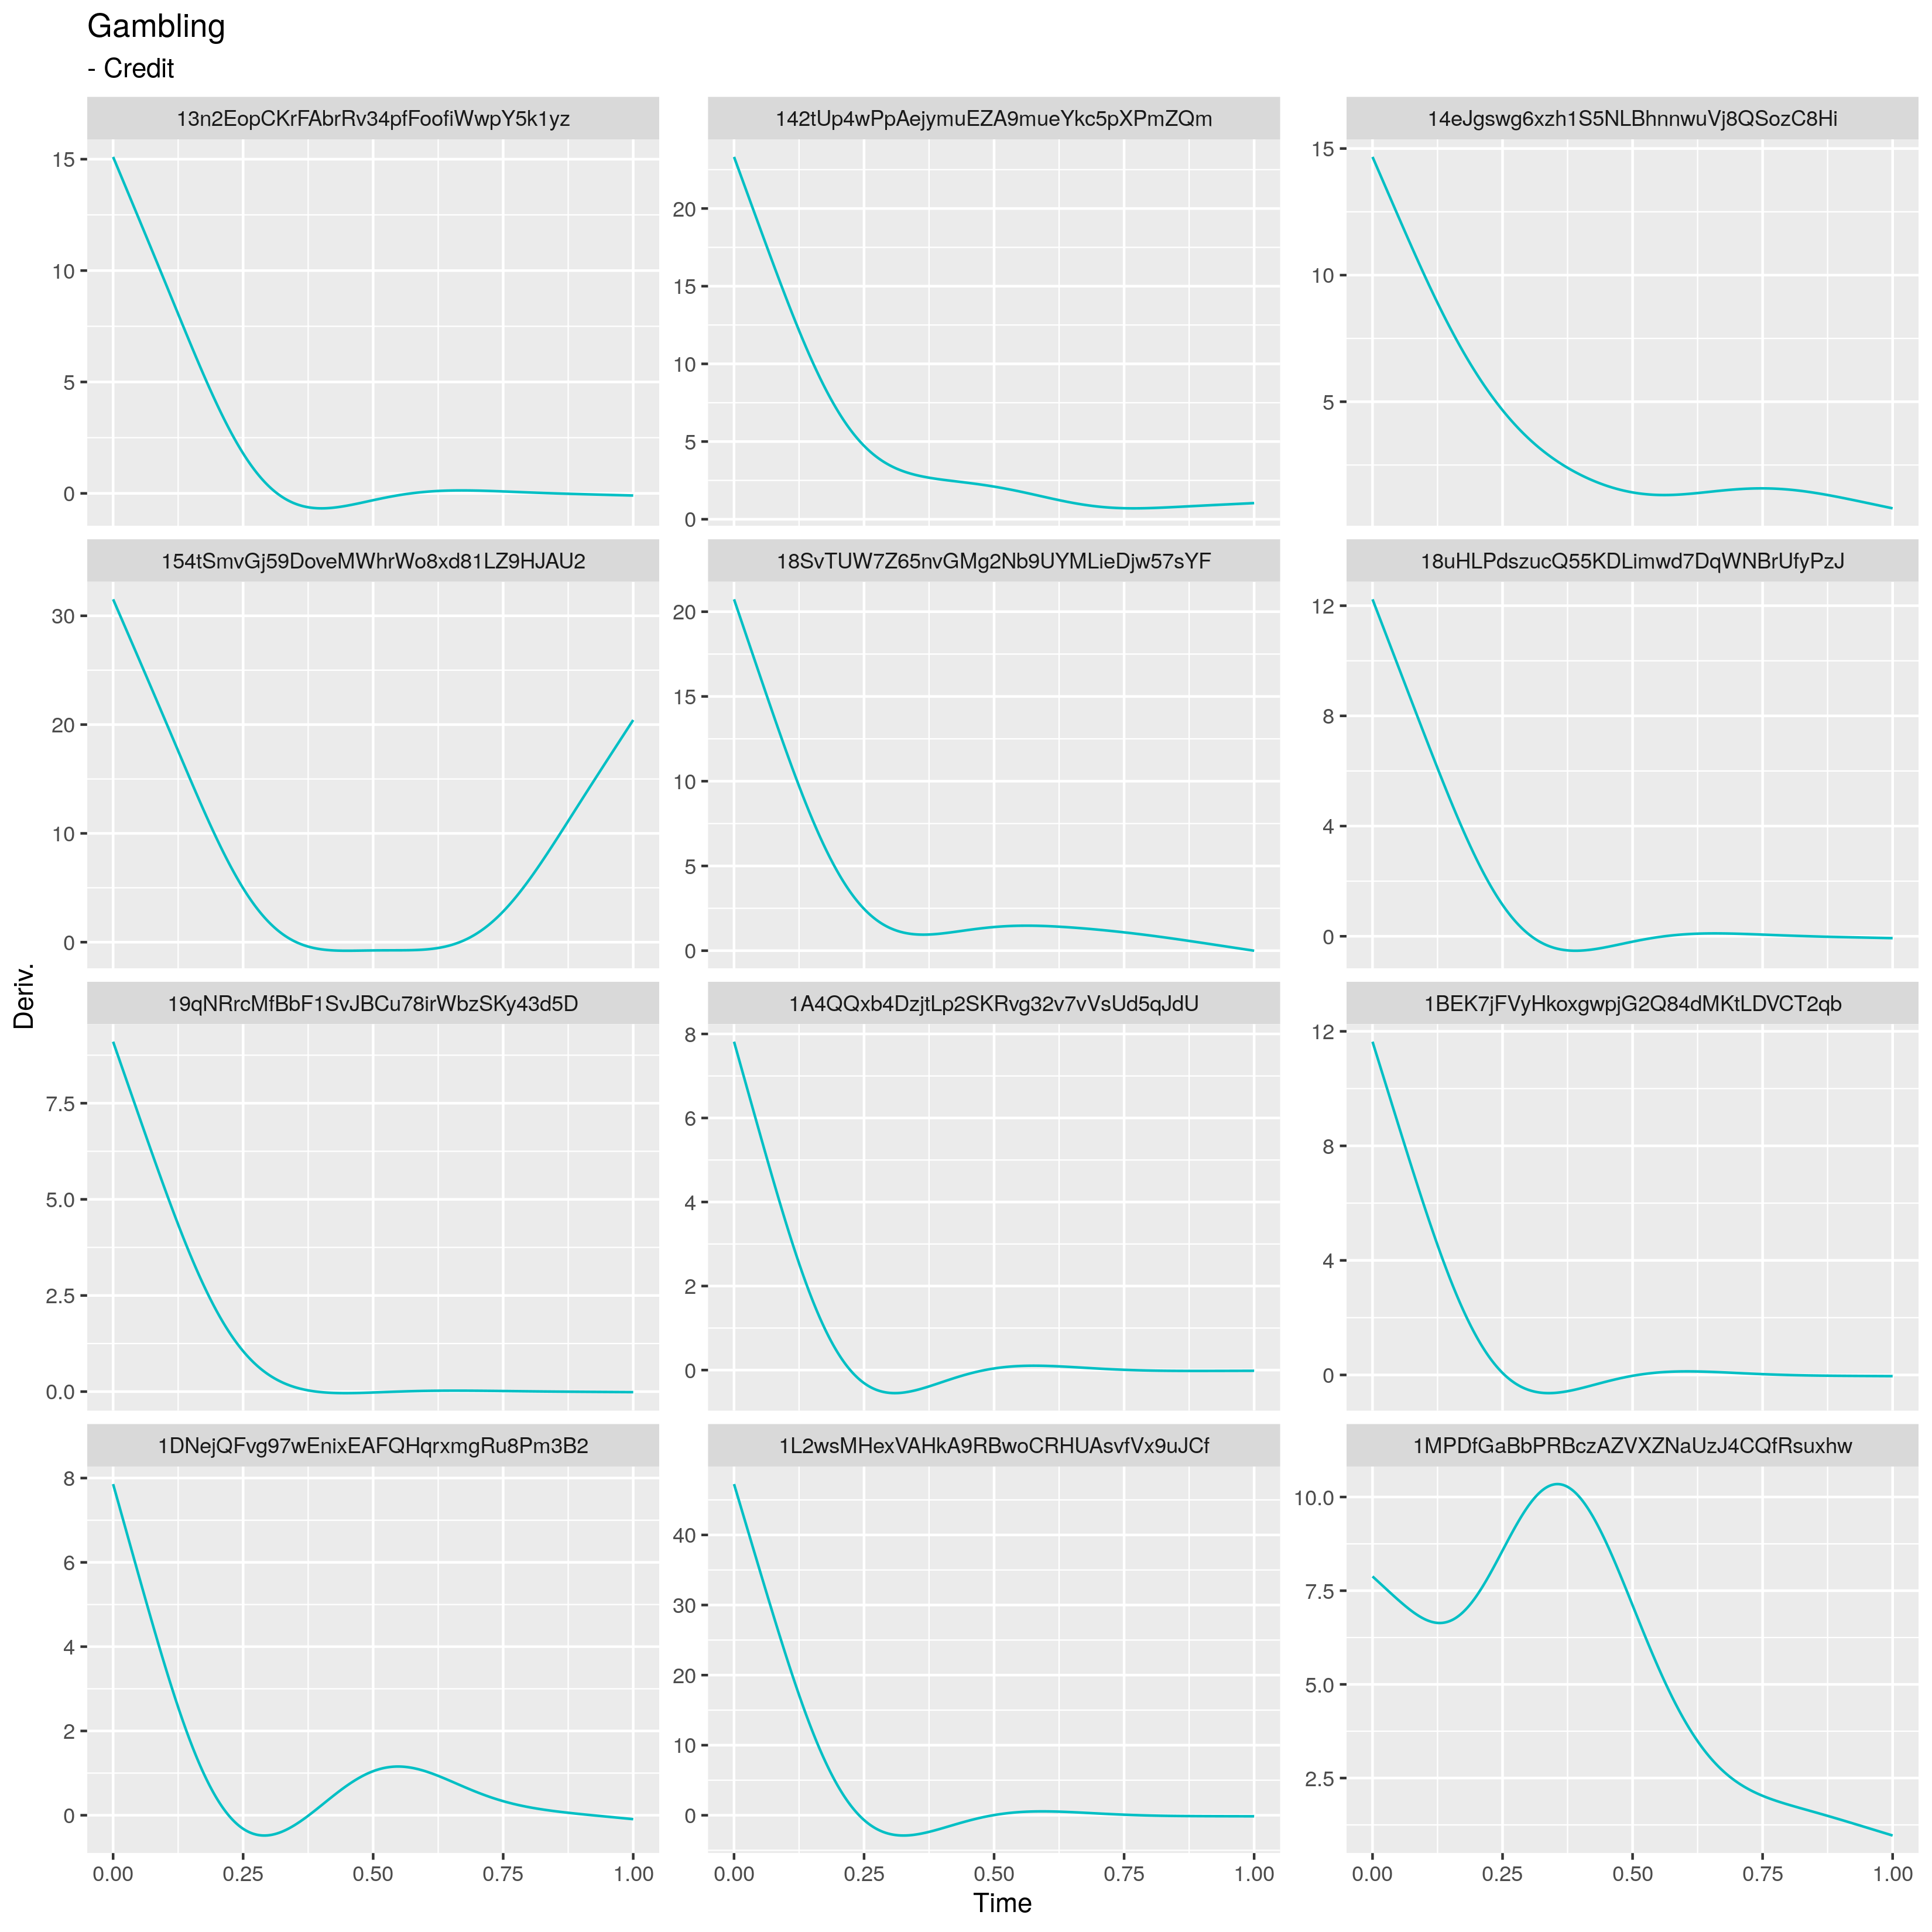 Gambling
- Credit
13n2EopCKrFAbrRv34pfFoofiWwpY5k1yz
142tUp4wPpAejymuEZA9mueYkc5pXPmZQm
14eJgswg6xzh1S5NLBhnnwuVj8QSozC8Hi
15
10
5
0
20
15
10
5
0
15
10
5
154tSmvGj59DoveMWhrWo8xd81LZ9HJAU2
18SvTUW7Z65nvGMg2Nb9UYMLieDjw57sYF
18uHLPdszucQ55KDLimwd7DqWNBrUfyPzJ
30
20
10
0
20
15
10
5
0
12
8
4
0
Deriv.
19qNRrcMfBbF1SvJBCu78irWbzSKy43d5D
1A4QQxb4DzjtLp2SKRvg32v7vVsUd5qJdU
1BEK7jFVyHkoxgwpjG2Q84dMKtLDVCT2qb
7.5
5.0
2.5
0.0
8
6
4
2
0
12
8
4
0
1DNejQFvg97wEnixEAFQHqrxmgRu8Pm3B2
1L2wsMHexVAHkA9RBwoCRHUAsvfVx9uJCf
1MPDfGaBbPRBczAZVXZNaUzJ4CQfRsuxhw
8
6
4
2
0
40
30
20
10
0
10.0
7.5
5.0
2.5
0.00 0.25 0.50 0.75 1.00
0.00 0.25 0.50 0.75 1.00
0.00 0.25 0.50 0.75 1.00
Time